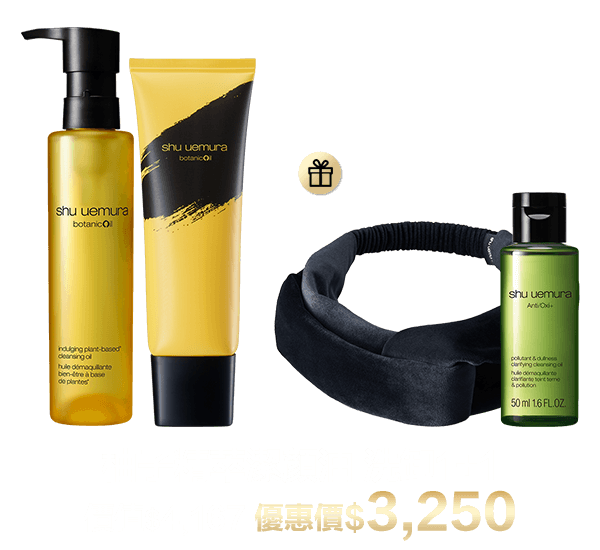 shu uemura
botanicOil
indulging plant-based*
cleansing oil
huile démaquillante
bien-être à base
de plantes*
shu uemura
botanicOil
shu uemura
Anti/Oxi+
pollutant & dullness
clarifying cleansing oil
huile démaquillante
clarifiante teint terne
& pollution
50 ml 1.6 FL.OZ.
優惠價$3,250